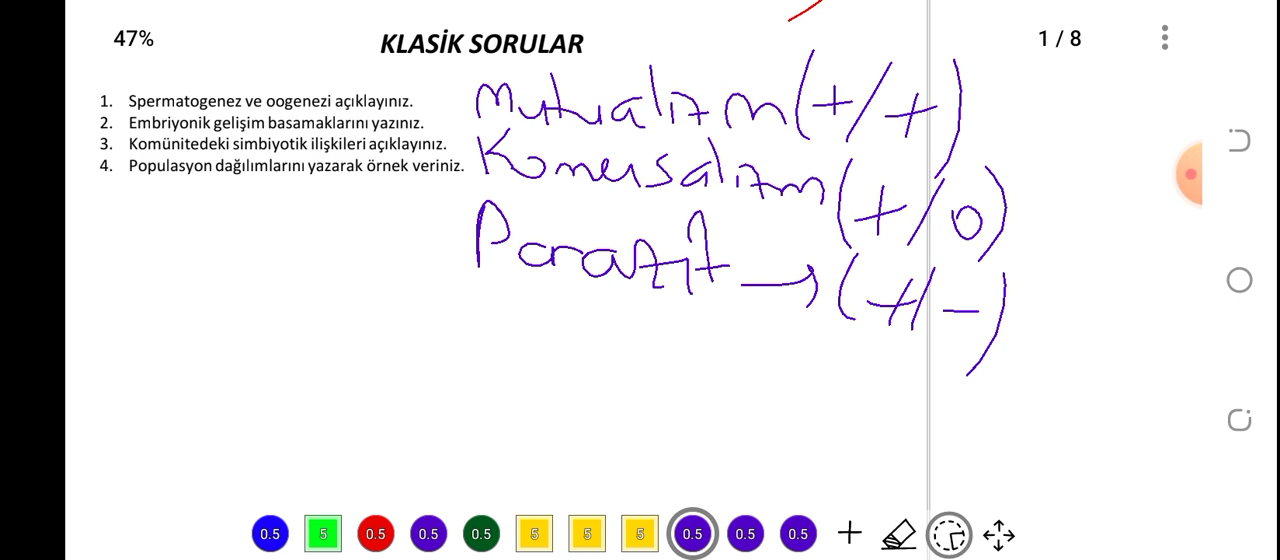 47%
KLASİK SORULAR
1 / 8
1. Spermatogenez ve oogenezi açıklayınız.
2. Embriyonik gelişim basamaklarını yazınız.
3. Komünitedeki simbiyotik ilişkileri açıklayınız.
4. Populasyon dağılımlarını yazarak örnek veriniz.
Mutualizm (+/+)
Komensalizm (+/0)
Parazit → (+/-)
0.5 5 0.5 0.5 0.5 5 5 5 0.5 0.5 0.5